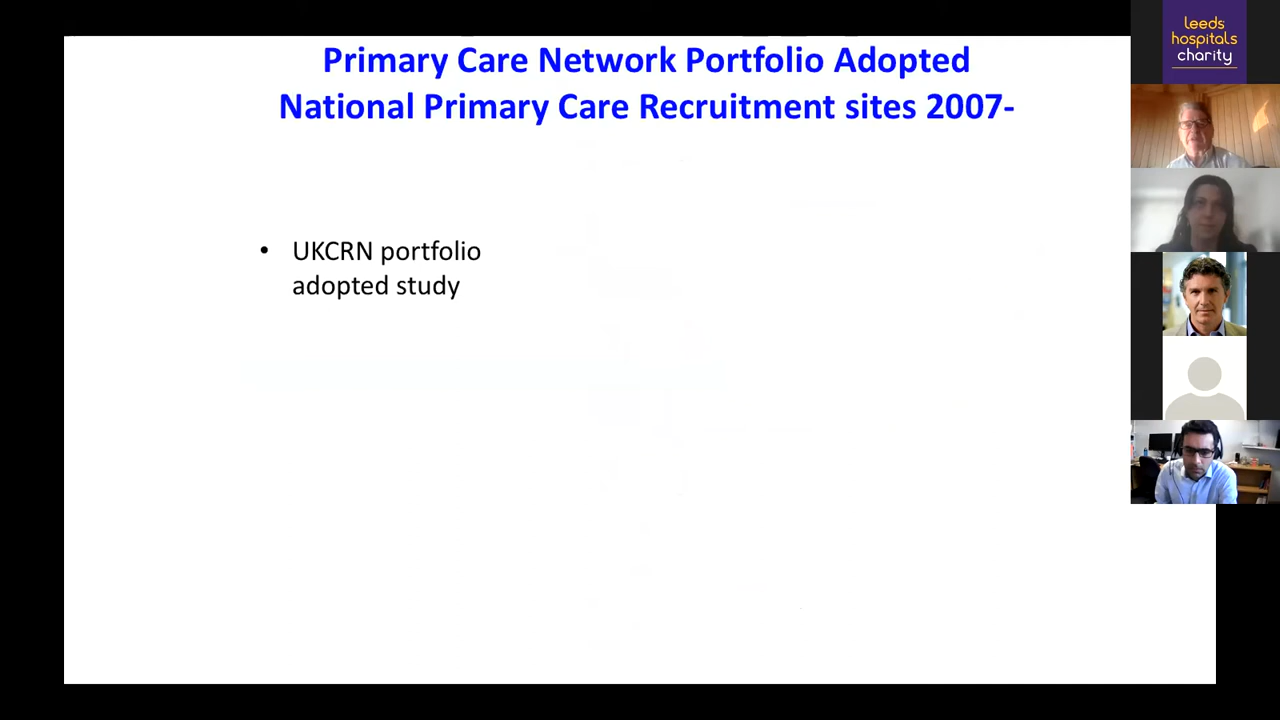 Primary Care Network Portfolio Adopted
National Primary Care Recruitment sites 2007-
• UKCRN portfolio
adopted study
leeds
hospitals
charity